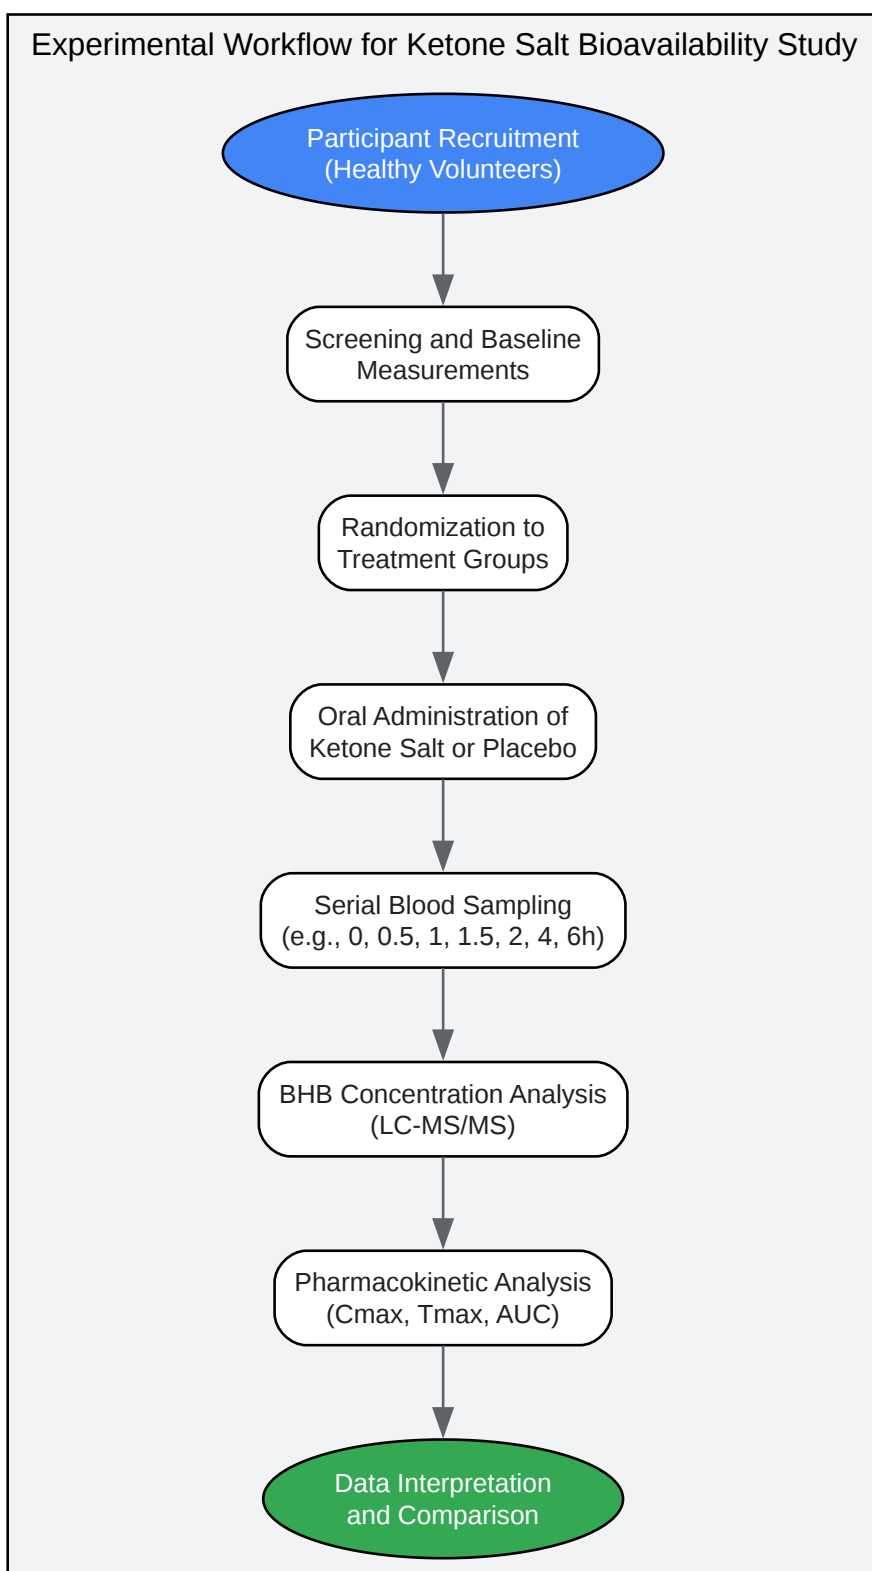 Experimental Workflow for Ketone Salt Bioavailability Study
Participant Recruitment
(Healthy Volunteers)
Screening and Baseline
Measurements
Randomization to
Treatment Groups
Oral Administration of
Ketone Salt or Placebo
Serial Blood Sampling
(e.g., 0, 0.5, 1, 1.5, 2, 4, 6h)
BHB Concentration Analysis
(LC-MS/MS)
Pharmacokinetic Analysis
(Cmax, Tmax, AUC)
Data Interpretation
and Comparison